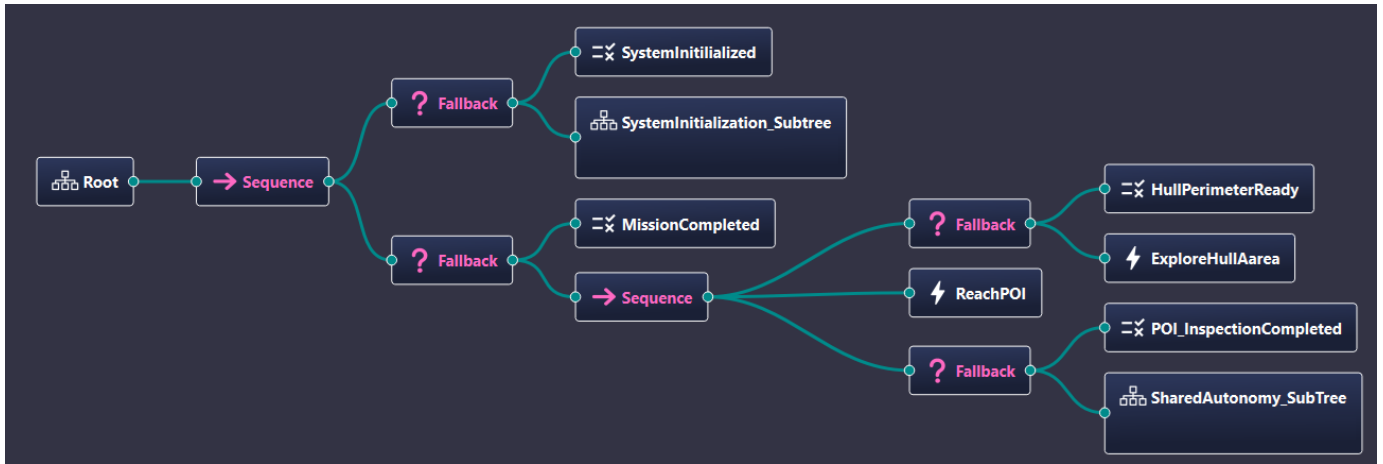 Root
Sequence
Fallback
SystemInitilialized
SystemInitialization_Subtree
Fallback
MissionCompleted
Sequence
Fallback
HullPerimeterReady
ExploreHullAarea
ReachPOI
Fallback
POI_InspectionCompleted
SharedAutonomy_SubTree